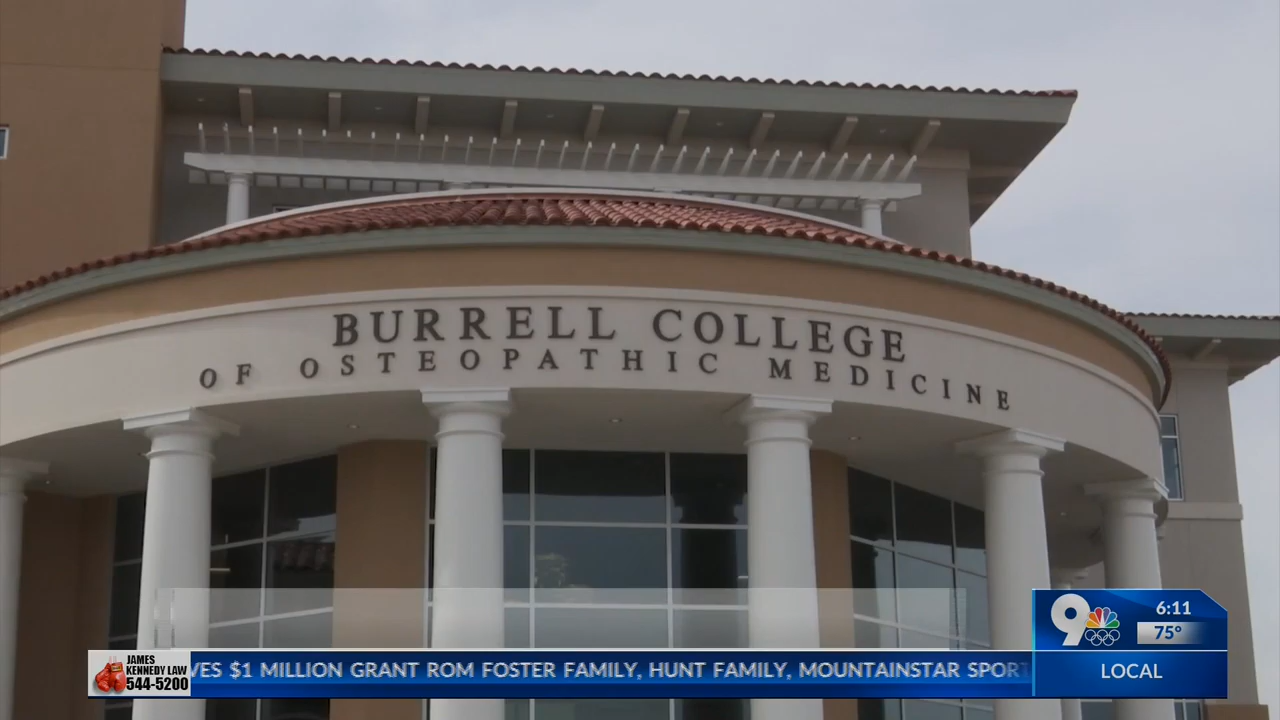 BURRELL COLLEGE
OF OSTEOPATHIC MEDICINE
9
6:11
75°
LOCAL
JAMES
KENNEDY LAW
544-5200
VES $1 MILLION GRANT ROM FOSTER FAMILY, HUNT FAMILY, MOUNTAINSTAR SPORT